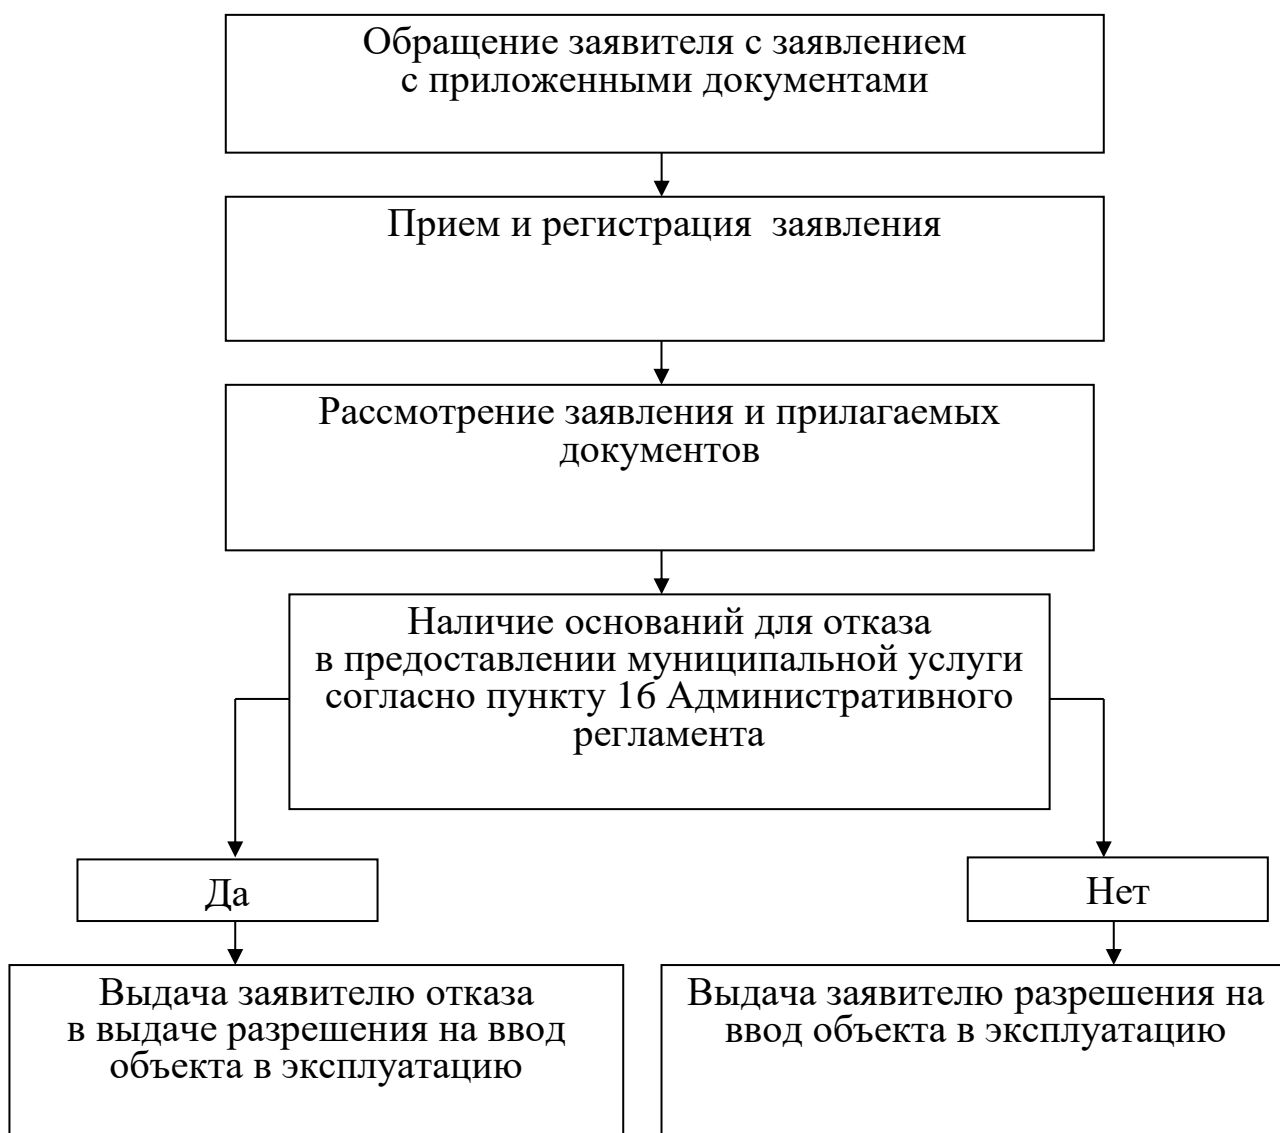 Обращение заявителя с заявлением
с приложенными документами
Прием и регистрация  заявления
Рассмотрение заявления и прилагаемых
документов
Наличие оснований для отказа
в предоставлении муниципальной услуги
согласно пункту 16 Административного
регламента
Да
Нет
Выдача заявителю отказа
в выдаче разрешения на ввод
объекта в эксплуатацию
Выдача заявителю разрешения на
ввод объекта в эксплуатацию